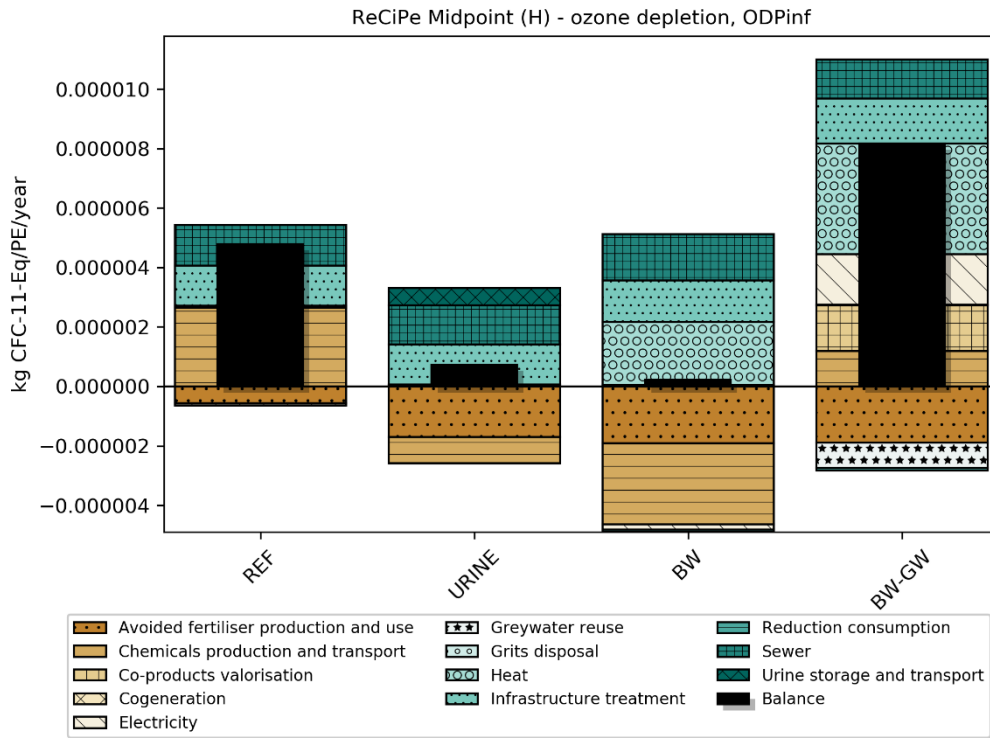 ReCiPe Midpoint (H) - ozone depletion, ODPinf
kg CFC-11-Eq/PE/year
0.000010
0.000008
0.000006
0.000004
0.000002
0.000000
−0.000002
−0.000004
REF
URINE
BW
BW-GW
Avoided fertiliser production and use
Chemicals production and transport
Co-products valorisation
Cogeneration
Electricity
Greywater reuse
Grits disposal
Heat
Infrastructure treatment
Reduction consumption
Sewer
Urine storage and transport
Balance